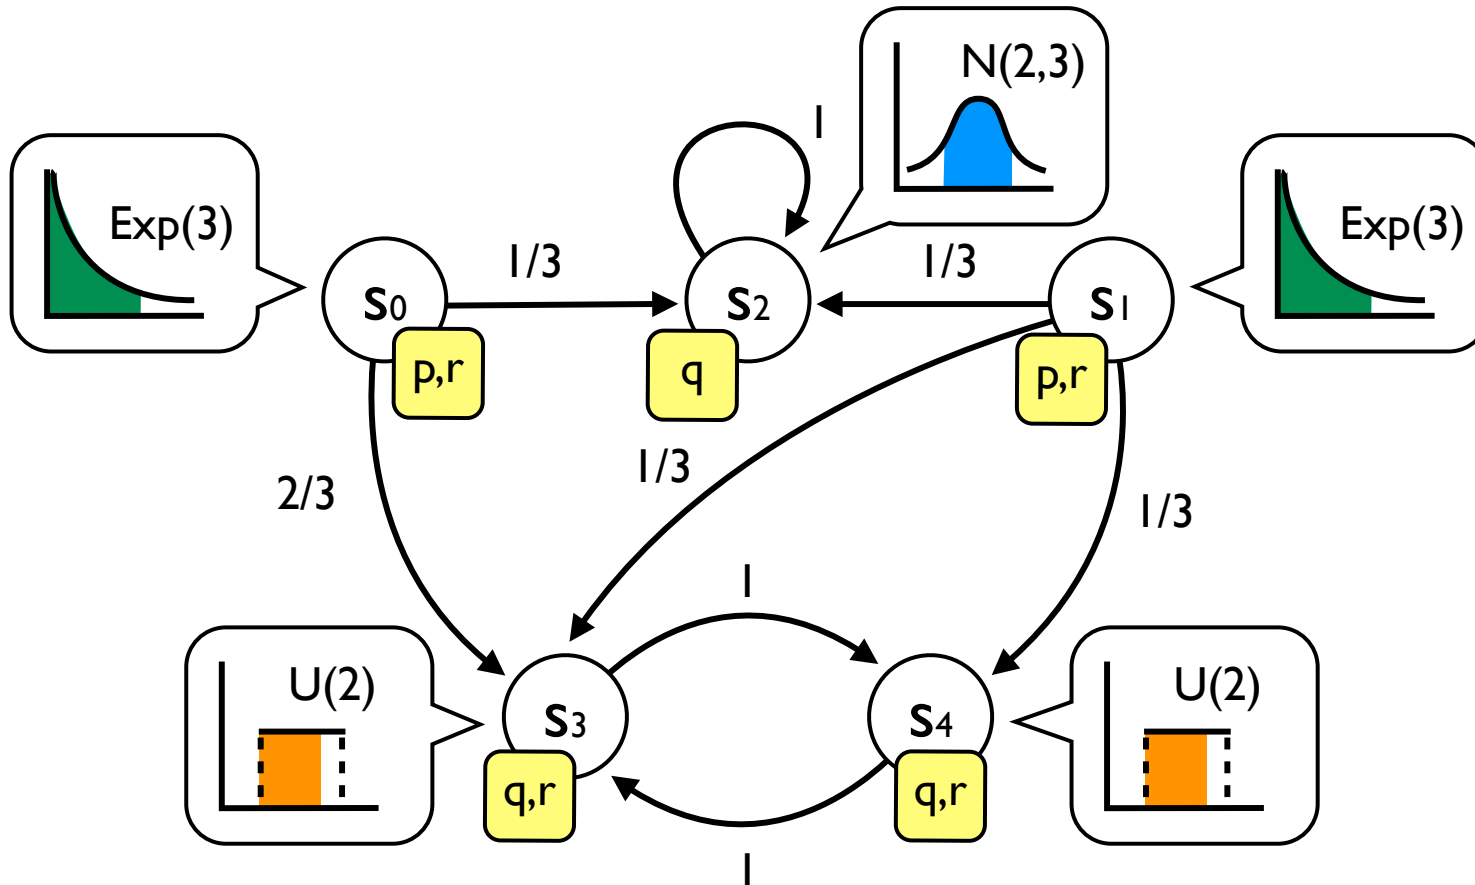 N(2,3)
1
Exp(3)
Exp(3)
1/3
1/3
s0
s2
s1
p,r
q
p,r
2/3
1/3
1/3
1
U(2)
U(2)
s3
s4
q,r
q,r
1